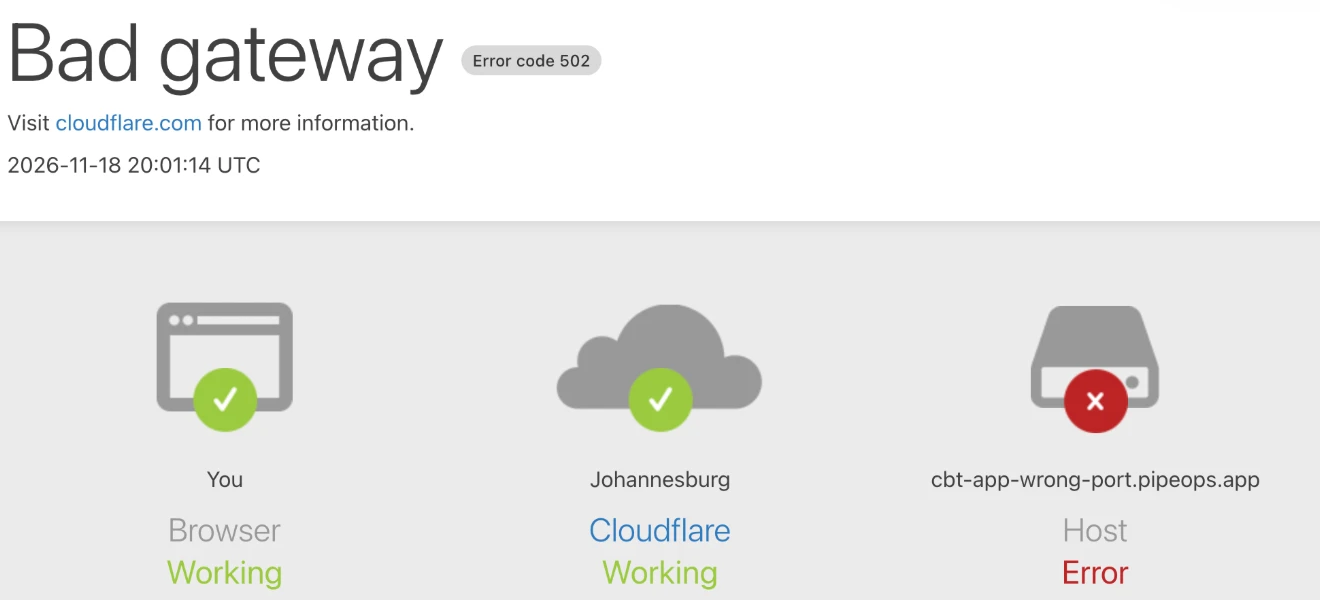 Bad gateway Error code 502
Visit cloudflare.com for more information.
2026-11-18 20:01:14 UTC
You
Browser
Working
Johannesburg
Cloudflare
Working
cbt-app-wrong-port.pipeops.app
Host
Error